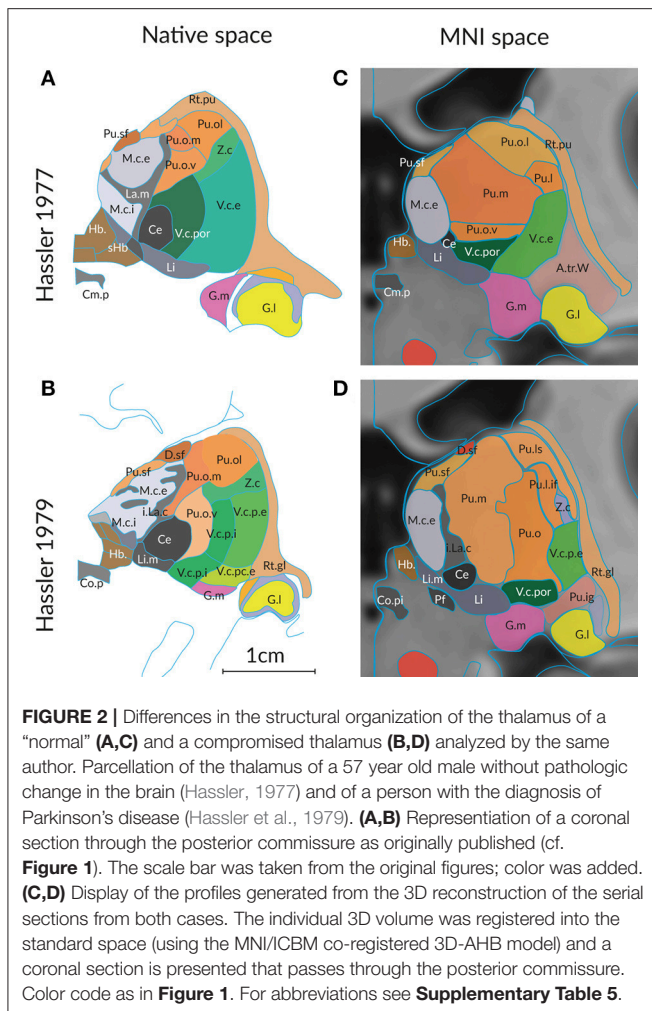 Native space
MNI space
Hassler 1977
A
Rt.pu
Pu.ol
Pu.sf
Pu.o.m
Z.c
M.c.e
Pu.o.v
La.m
V.c.e
M.c.i
Ce
V.c.por
Hb.
sHb
Li
Cm.p
G.m
G.l
C
Pu.o.l
Rt.pu
Pu.sf
Pu.l
Pu.m
M.c.e
Pu.o.v
V.c.e
Hb.
Ce
V.c.por
Li
A.tr.W
Cm.p
G.m
G.l
Hassler 1979
B
D.sf
Pu.ol
Pu.sf
Pu.o.m
M.c.e
Z.c
i.La.c
Pu.o.v
V.c.p.e
M.c.i
Ce
V.c.p.i
Hb.
Li.m
V.c.p.i
V.c.pc.e
Rt.gl
Co.p
G.m
G.l
1cm
D
D.sf
Pu.ls
Pu.sf
Pu.l.if
Pu.m
Z.c
M.c.e
Pu.o
i.La.c
V.c.p.e
Hb.
Rt.gl
Li.m
Ce
V.c.por
Co.pi
Pf
Li
Pu.ig
G.m
G.l
FIGURE 2 | Differences in the structural organization of the thalamus of a
“normal” (A,C) and a compromised thalamus (B,D) analyzed by the same
author. Parcellation of the thalamus of a 57 year old male without pathologic
change in the brain (Hassler, 1977) and of a person with the diagnosis of
Parkinson’s disease (Hassler et al., 1979). (A,B) Representation of a coronal
section through the posterior commissure as originally published (cf.
Figure 1). The scale bar was taken from the original figures; color was added.
(C,D) Display of the profiles generated from the 3D reconstruction of the serial
sections from both cases. The individual 3D volume was registered into the
standard space (using the MNI/ICBM co-registered 3D-AHB model) and a
coronal section is presented that passes through the posterior commissure.
Color code as in Figure 1. For abbreviations see Supplementary Table 5.